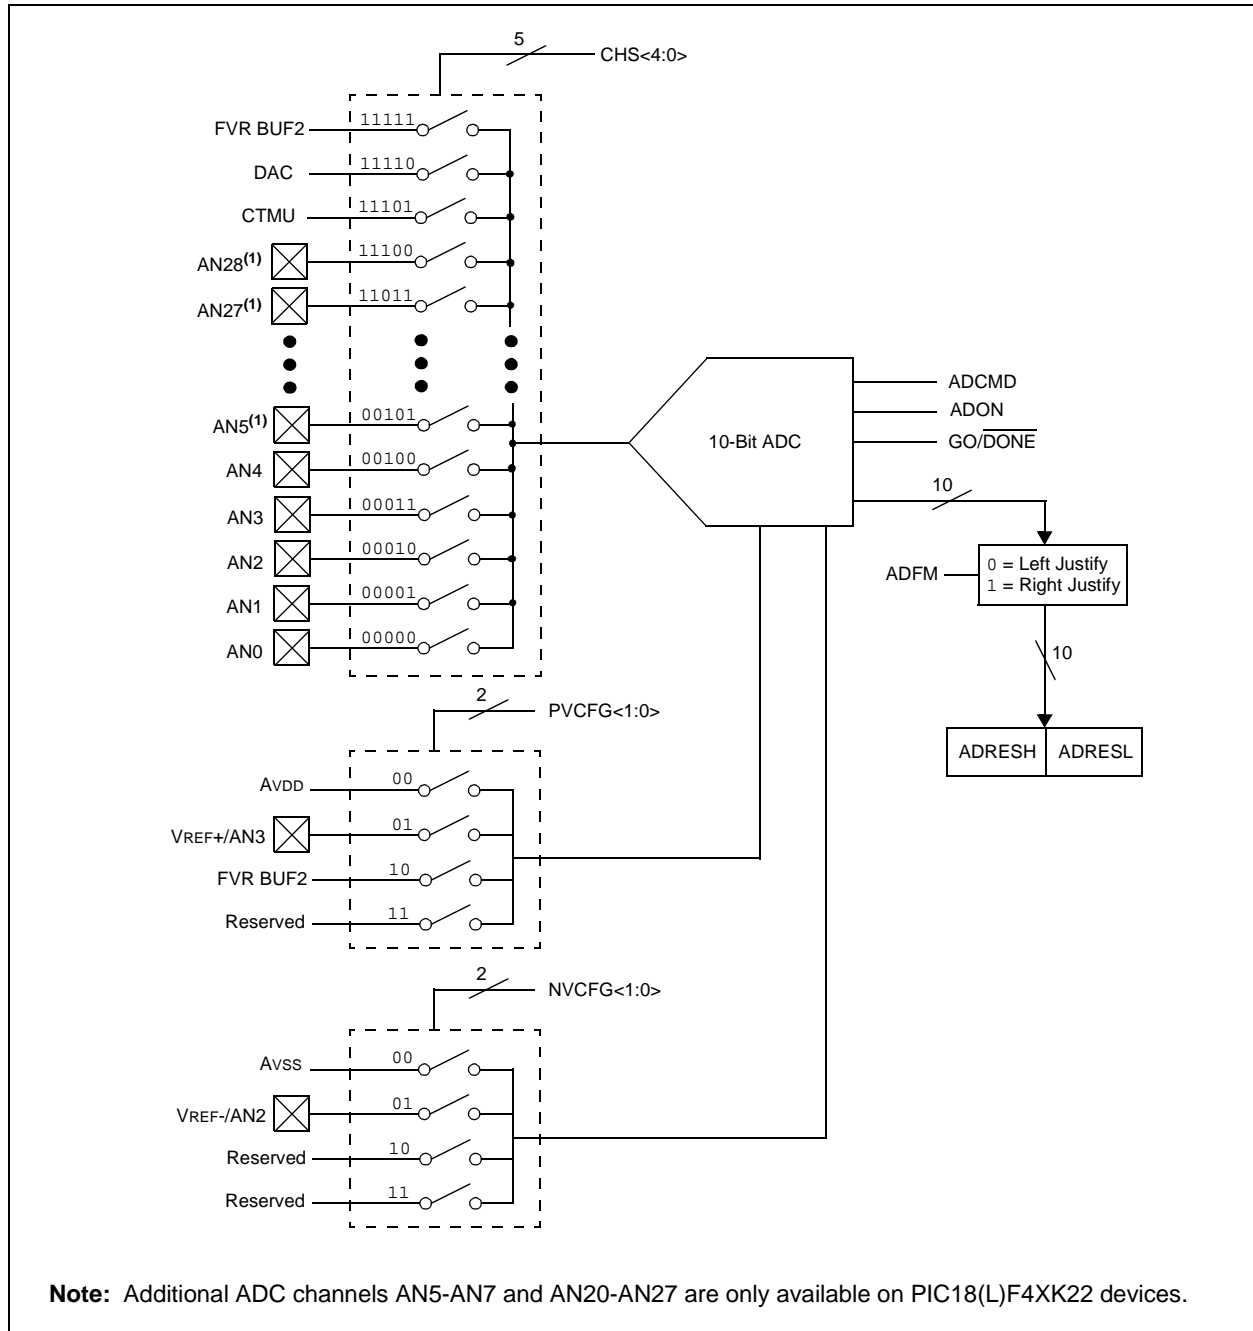 5
CHS<4:0>
FVR BUF2 11111
DAC 11110
CTMU 11101
AN28(1) 11100
AN27(1) 11011
AN5(1) 00101
AN4 00100
AN3 00011
AN2 00010
AN1 00001
AN0 00000
10-Bit ADC
ADCMD
ADON
GO/DONE
10
ADFM
0 = Left Justify
1 = Right Justify
10
ADRESH ADRESL
2
PVCFG<1:0>
AVDD 00
VREF+/AN3 01
FVR BUF2 10
Reserved 11
2
NVCFG<1:0>
AVSS 00
VREF-/AN2 01
Reserved 10
Reserved 11
Note: Additional ADC channels AN5-AN7 and AN20-AN27 are only available on PIC18(L)F4XK22 devices.